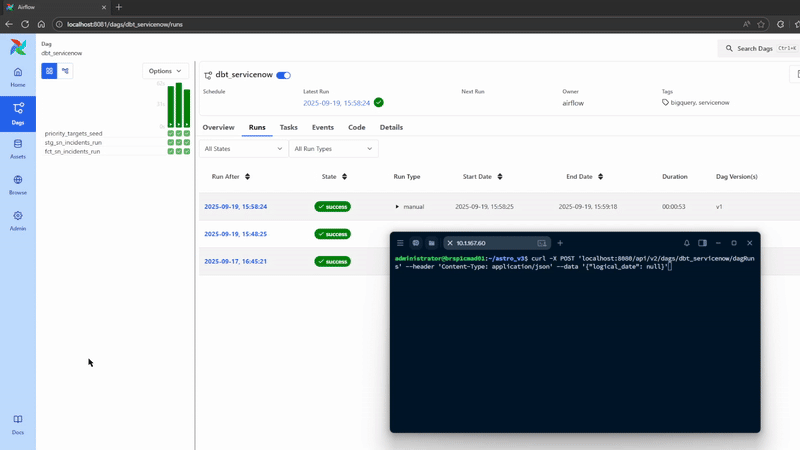 Airflow
localhost:8081/dags/dbt_servicenow/runs
Dag
dbt_servicenow
Search Dags
Home
Options
dbt_servicenow
Schedule
Latest Run
Next Run
Owner
Tags
2025-09-19, 15:58:24
airflow
bigquery, servicenow
Dags
Overview
Runs
Tasks
Events
Code
Details
priority_targets_seed
stg_sn_incidents_run
fct_sn_incidents_run
All States
All Run Types
Assets
Run After
State
Run Type
Start Date
End Date
Duration
Dag Version(s)
Browse
2025-09-19, 15:58:24
success
manual
2025-09-19, 15:58:25
2025-09-19, 15:59:18
00:00:53
v1
Admin
2025-09-19, 15:48:25
success
2025-09-17, 16:45:21
success
10.1.167.60
administrator@brsp1cmad01:~/astro_v3$ curl -X POST 'localhost:8080/api/v2/dags/dbt_servicenow/dagRun
s' --header 'Content-Type: application/json' --data '{"logical_date": null}'
Docs